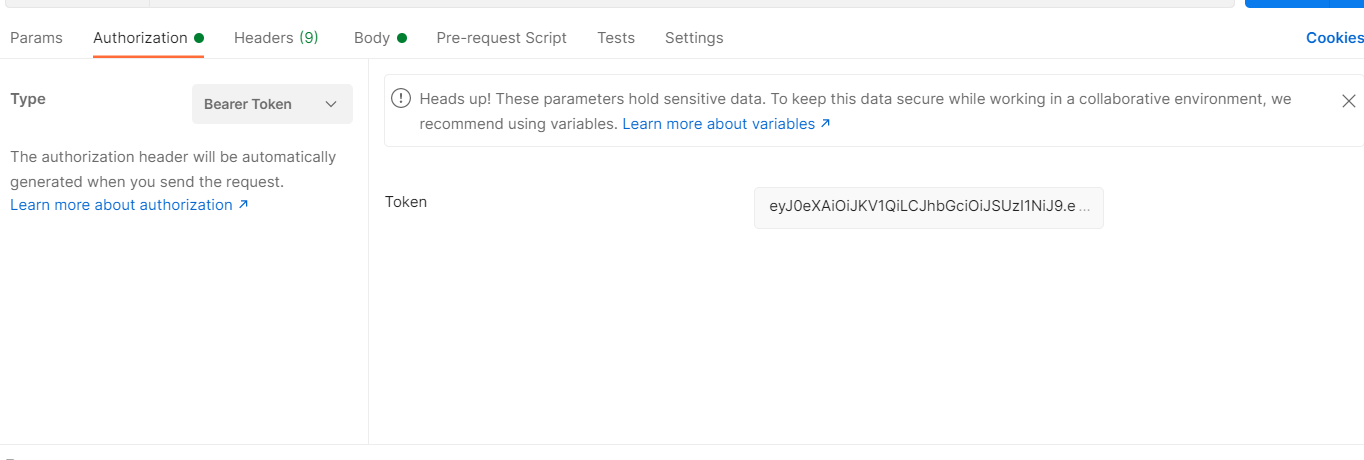 Params Authorization Headers (9) Body Pre-request Script Tests Settings Cookies
Type
Bearer Token
The authorization header will be automatically
generated when you send the request.
Learn more about authorization ↗
Heads up! These parameters hold sensitive data. To keep this data secure while working in a collaborative environment, we
recommend using variables. Learn more about variables ↗
Token
eyJ0eXAiOiJKV1QiLCJhbGciOiJSUzI1NiJ9.e ...